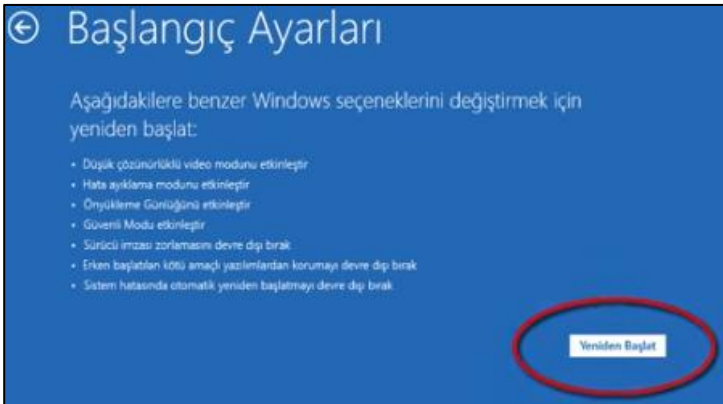 Başlangıç Ayarları
Aşağıdakilere benzer Windows seçeneklerini değiştirmek için
yeniden başlat:
• Düşük çözünürlüklü video modunu etkinleştir
• Hata ayıklama modunu etkinleştir
• Önyükleme Günlüğünü etkinleştir
• Güvenli Modu etkinleştir
• Sürücü imzası zorlamasını devre dışı bırak
• Erken başlatılan kötü amaçlı yazılımlardan korumayı devre dışı bırak
• Sistem hatasında otomatik yeniden başlatmayı devre dışı bırak
Yeniden Başlat